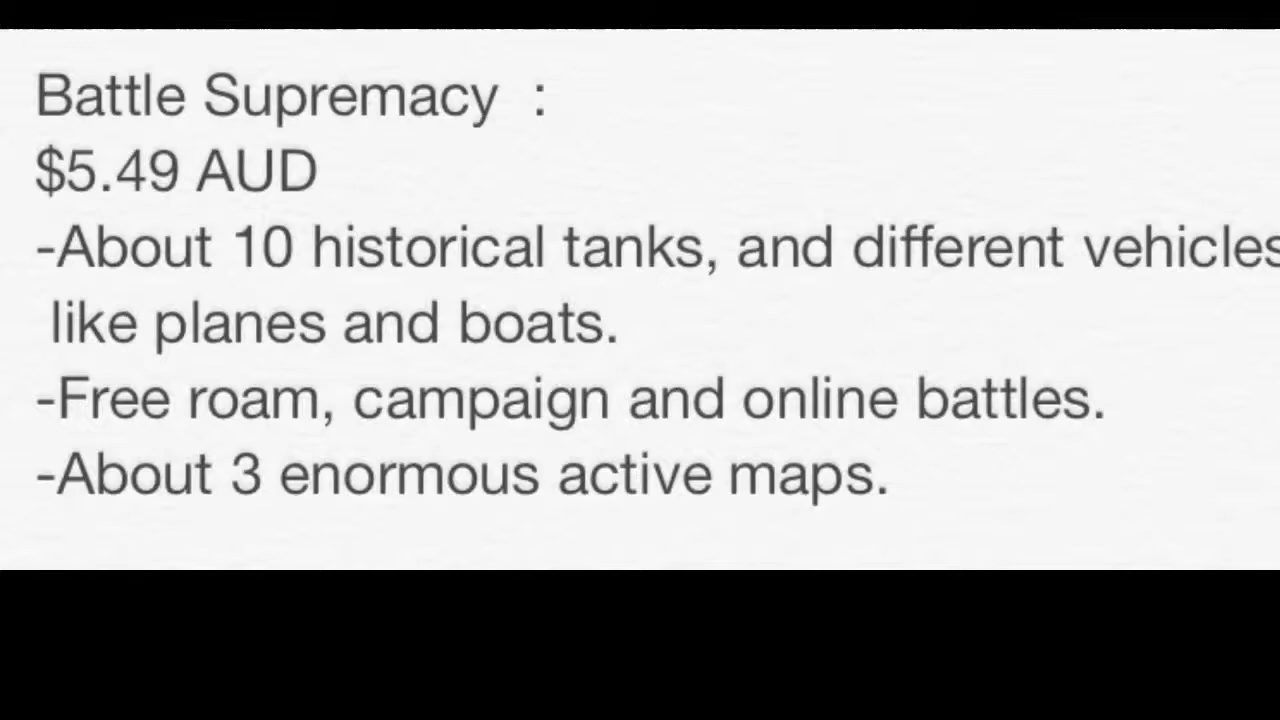 Battle Supremacy  :
$5.49 AUD
-About 10 historical tanks, and different vehicles
like planes and boats.
-Free roam, campaign and online battles.
-About 3 enormous active maps.